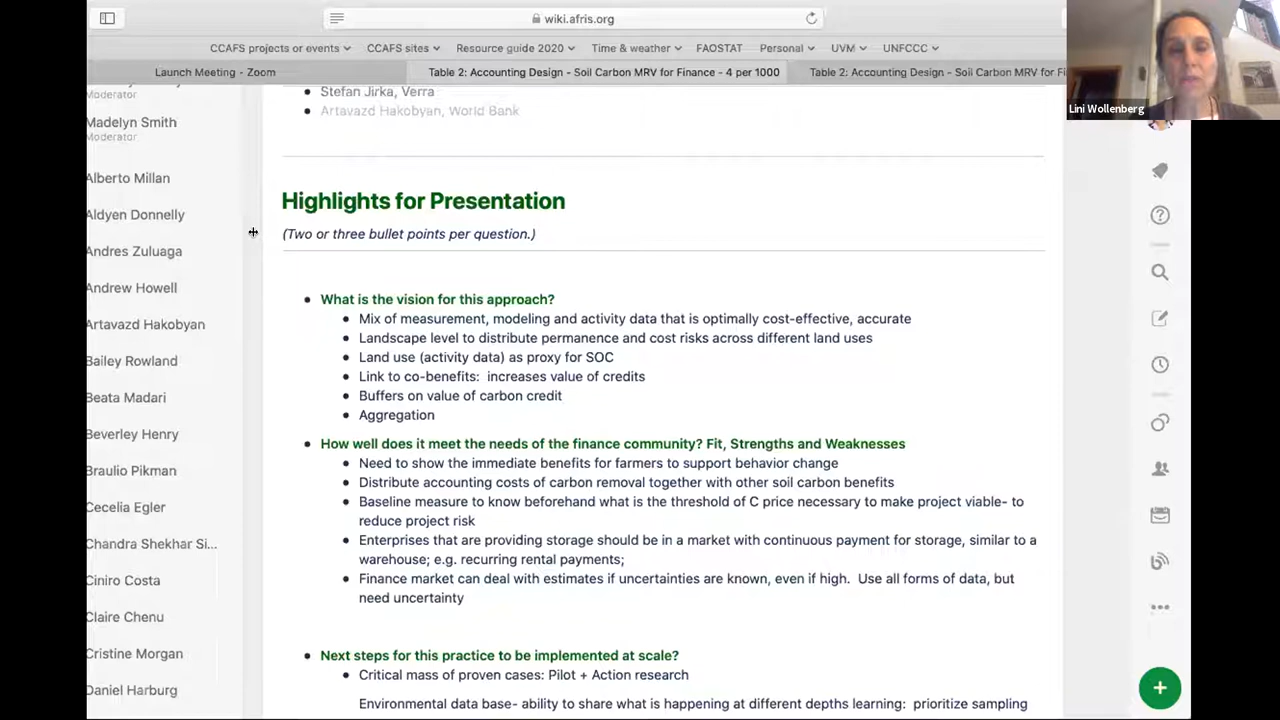 wiki.afris.org
CCAFS projects or events
CCAFS sites
Resource guide 2020
Time & weather
FAOSTAT
Personal
UVM
UNFCCC
Launch Meeting - Zoom
Table 2: Accounting Design - Soil Carbon MRV for Finance - 4 per 1000
Table 2: Accounting Design - Soil Carbon MRV for Fi
Lini Wollenberg
Moderator
Madelyn Smith
Moderator
Alberto Millan
Aldyen Donnelly
Andres Zuluaga
Andrew Howell
Artavazd Hakobyan
Bailey Rowland
Beata Madari
Beverley Henry
Braulio Pikman
Cecelia Egler
Chandra Shekhar Si...
Ciniro Costa
Claire Chenu
Cristine Morgan
Daniel Harburg
Stefan Jirka, Verra
Artavazd Hakobyan, World Bank
Highlights for Presentation
(Two or three bullet points per question.)
What is the vision for this approach?
Mix of measurement, modeling and activity data that is optimally cost-effective, accurate
Landscape level to distribute permanence and cost risks across different land uses
Land use (activity data) as proxy for SOC
Link to co-benefits: increases value of credits
Buffers on value of carbon credit
Aggregation
How well does it meet the needs of the finance community? Fit, Strengths and Weaknesses
Need to show the immediate benefits for farmers to support behavior change
Distribute accounting costs of carbon removal together with other soil carbon benefits
Baseline measure to know beforehand what is the threshold of C price necessary to make project viable- to
reduce project risk
Enterprises that are providing storage should be in a market with continuous payment for storage, similar to a
warehouse; e.g. recurring rental payments;
Finance market can deal with estimates if uncertainties are known, even if high. Use all forms of data, but
need uncertainty
Next steps for this practice to be implemented at scale?
Critical mass of proven cases: Pilot + Action research
Environmental data base- ability to share what is happening at different depths learning: prioritize sampling